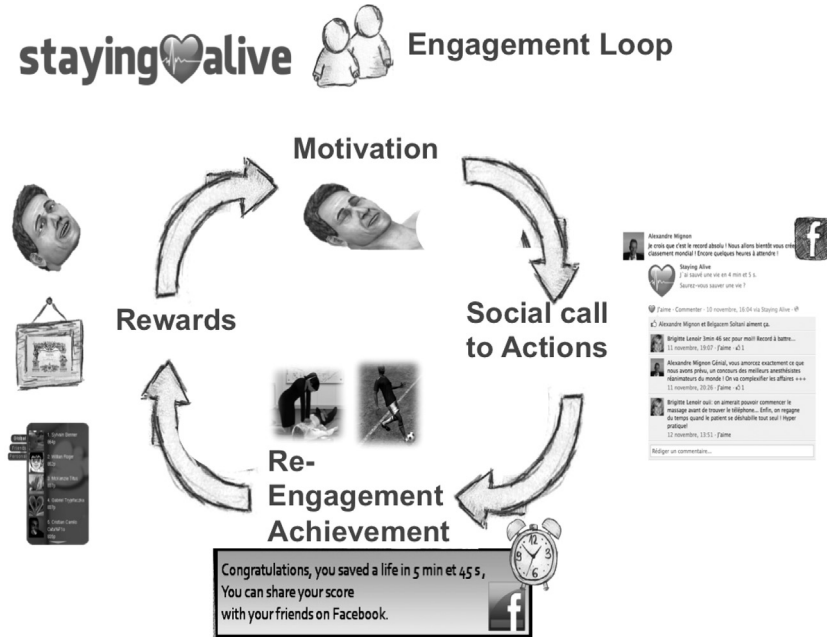 staying alive
Engagement Loop
Motivation
Social call
to Actions
Rewards
Re-
Engagement
Achievement
Congratulations, you saved a life in 5 min et 45 s,
You can share your score
with your friends on Facebook.
f
12
3
6
9
f
Alexandre Mignon
Je crois que c'est le record absolu ! Nous allons bientôt vous crée
classement mondial ! Encore quelques heures à attendre !
Staying Alive
J'ai sauvé une vie en 4 min et 5 s.
Saurez-vous sauver une vie ?
J'aime · Commenter · 10 novembre, 16:04 via Staying Alive
Alexandre Mignon et Belgacem Soltani aiment ça.
Brigitte Lenoir 3min 46 sec pour moi!! Record à battre...
11 novembre, 19:07 · J'aime · 1
Alexandre Mignon Génial, vous amorcez exactement ce que
nous avons prévu, un concours des meilleurs anesthésistes
réanimateurs du monde ! On va complexifier les affaires +++
11 novembre, 20:26 · J'aime · 1
Brigitte Lenoir oui: on aimerait pouvoir commencer le
massage avant de trouver le téléphone... Enfin, on regagne
du temps quand le patient se déshabille tout seul ! Hyper
pratique!
12 novembre, 13:51 · J'aime
Rédiger un commentaire...